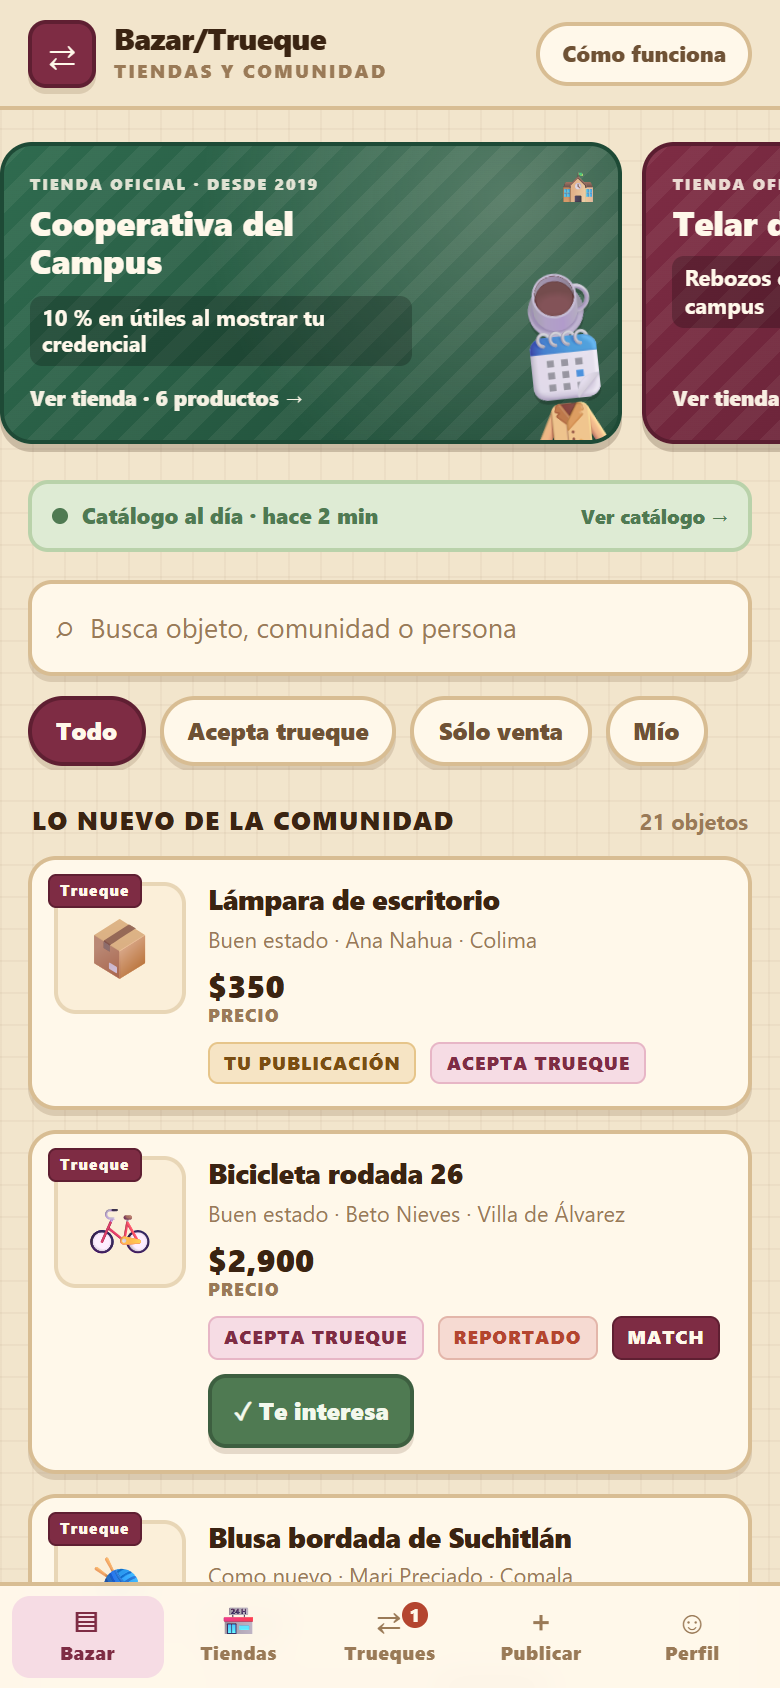 Bazar/Trueque
TIENDAS Y COMUNIDAD
Cómo funciona
TIENDA OFICIAL · DESDE 2019
Cooperativa del
Campus
10 % en útiles al mostrar tu
credencial
Ver tienda · 6 productos →
TIENDA
Telar
Rebozos
campus
Ver tienda
Catálogo al día · hace 2 min
Ver catálogo →
Busca objeto, comunidad o persona
Todo
Acepta trueque
Sólo venta
Mío
LO NUEVO DE LA COMUNIDAD
21 objetos
Trueque
Lámpara de escritorio
Buen estado · Ana Nahua · Colima
$350
PRECIO
TU PUBLICACIÓN
ACEPTA TRUEQUE
Trueque
Bicicleta rodada 26
Buen estado · Beto Nieves · Villa de Álvarez
$2,900
PRECIO
ACEPTA TRUEQUE
REPORTADO
MATCH
✓ Te interesa
Trueque
Blusa bordada de Suchitlán
Como nuevo · Mari Preciado · Comala
Bazar
24H
Tiendas
1
Trueques
+
Publicar
Perfil